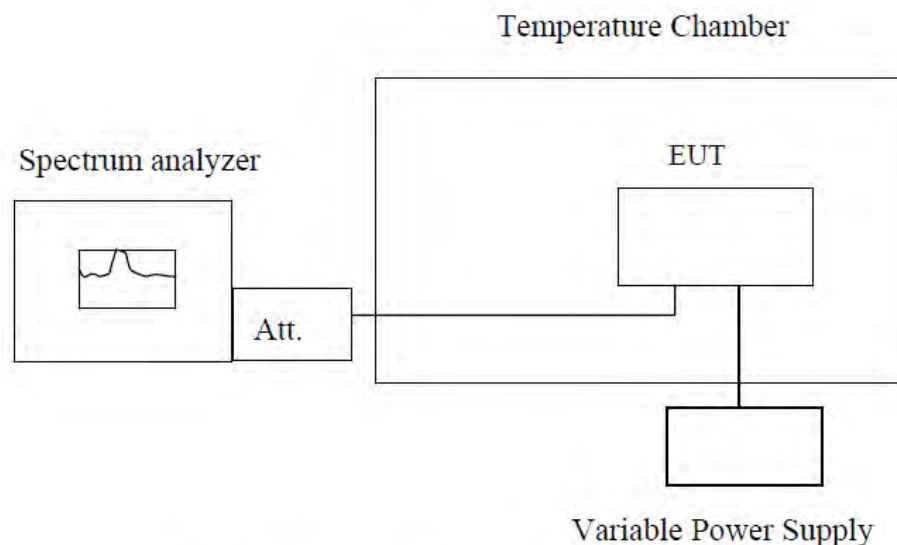 Temperature Chamber
Spectrum analyzer
EUT
Att.
Variable Power Supply